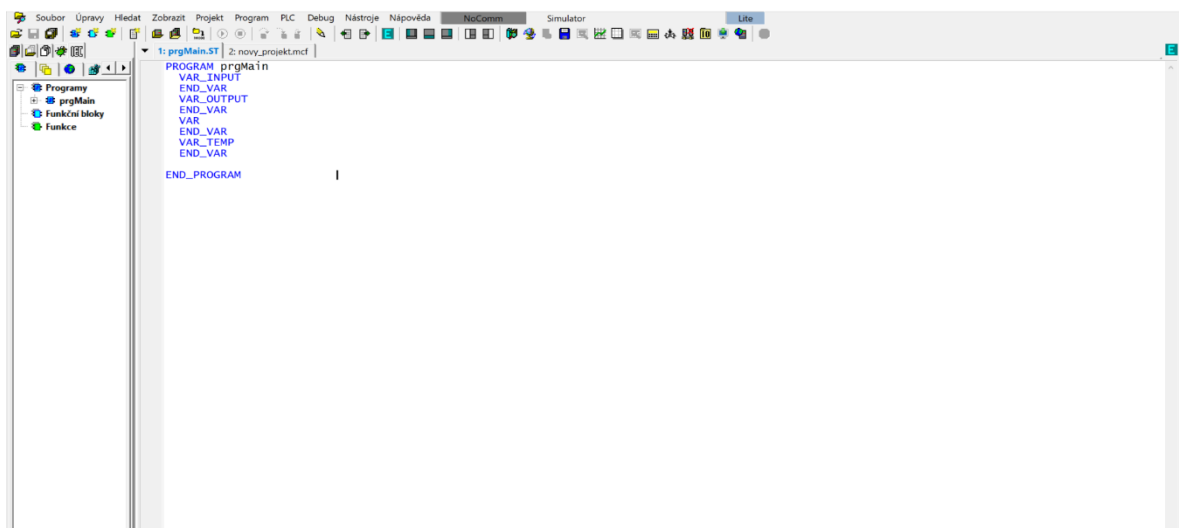 Soubor Úpravy Hledat Zobrazit Projekt Program PLC Debug Nástroje Nápověda NoComm Simulator Lite
1: prgMain.ST 2: novy_projekt.mcf
Programy
prgMain
Funkční bloky
Funkce
PROGRAM prgMain
VAR_INPUT
END_VAR
VAR_OUTPUT
END_VAR
VAR
END_VAR
VAR_TEMP
END_VAR
END_PROGRAM